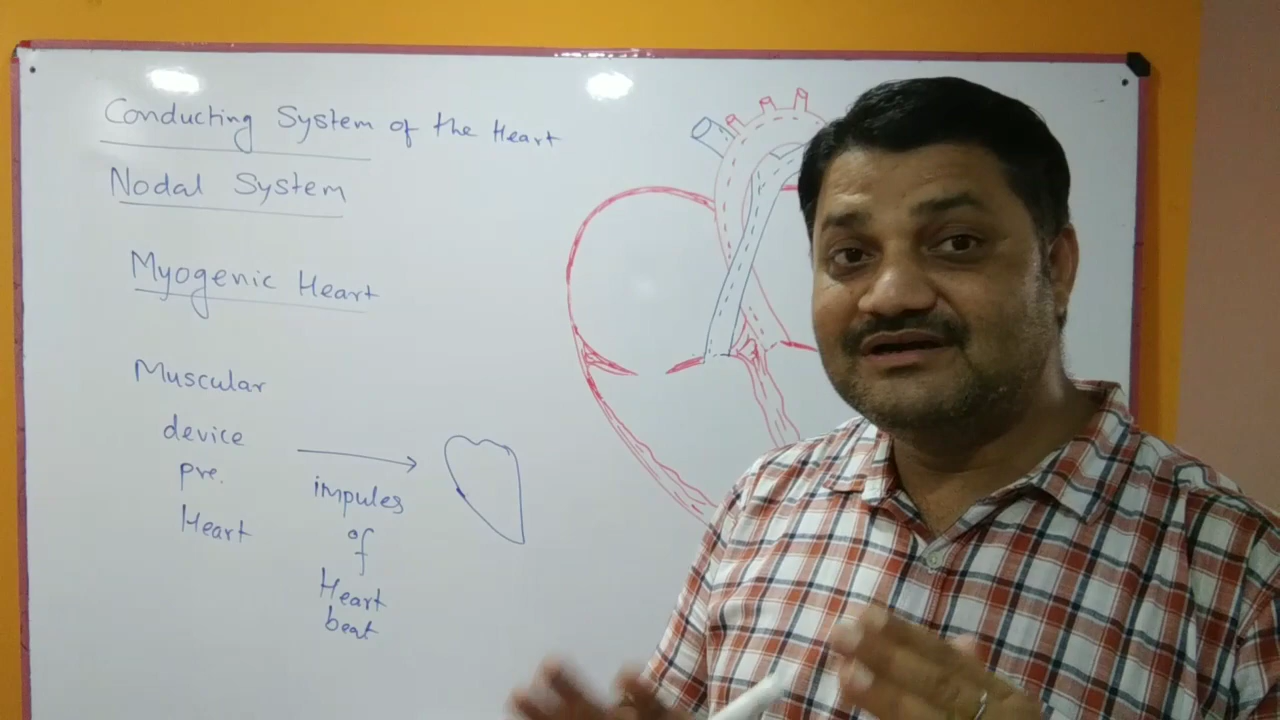 Conducting System of the Heart
Nodal System
Myogenic Heart
Muscular
device
pre.
Heart
impules
of
Heart
beat